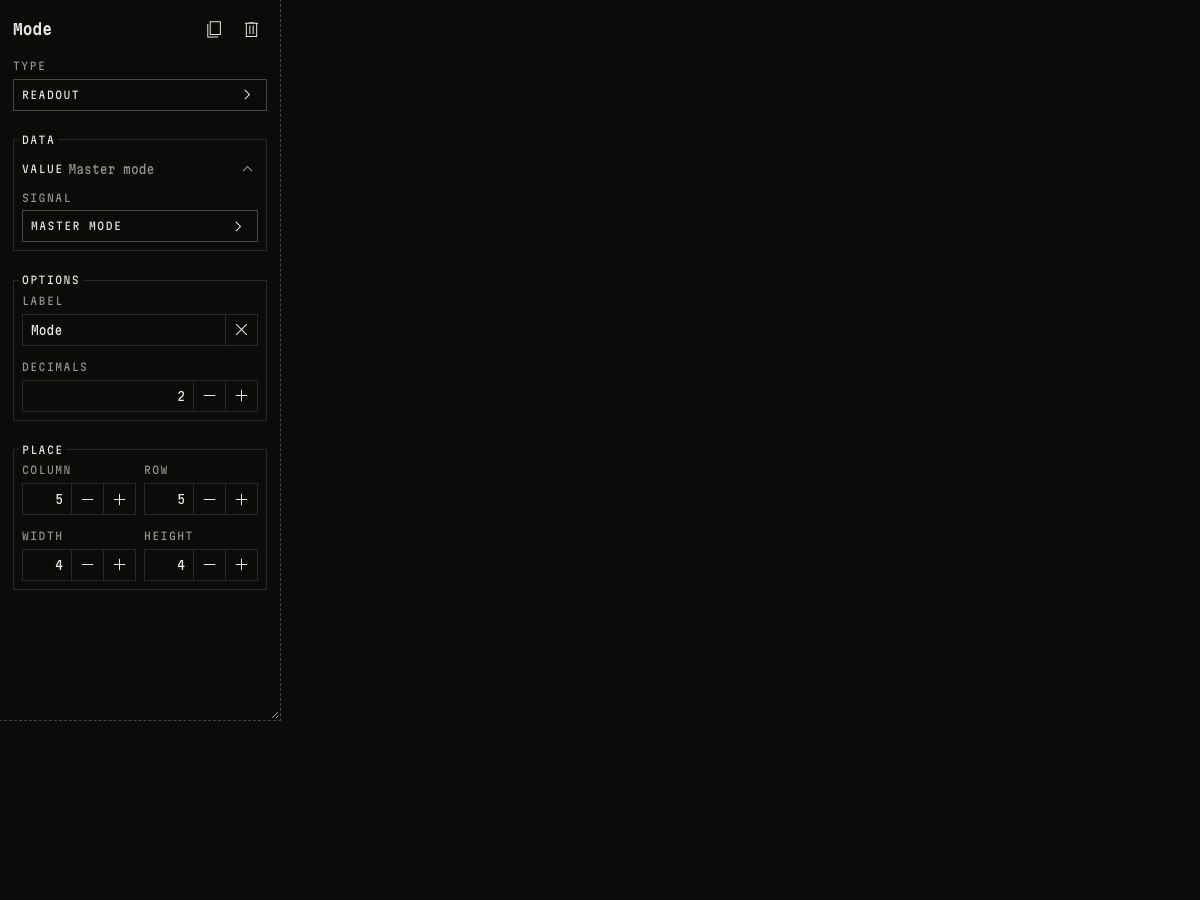 Mode
TYPE
READOUT
DATA
VALUE Master mode
SIGNAL
MASTER MODE
OPTIONS
LABEL
Mode
DECIMALS
2
PLACE
COLUMN ROW
5 5
WIDTH HEIGHT
4 4